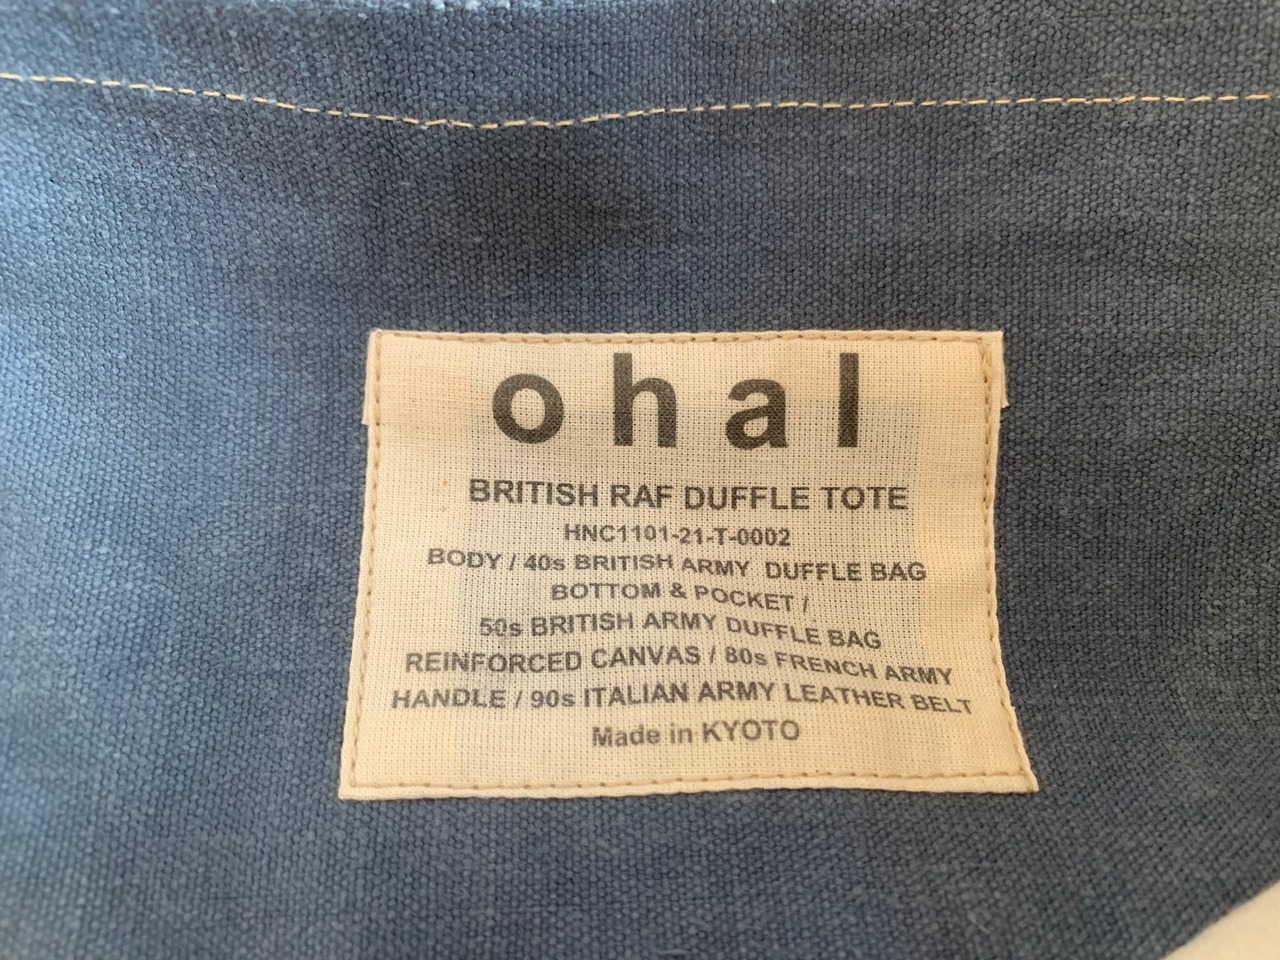 ohal
BRITISH RAF DUFFLE TOTE
HNC1101-21-T-0002
BODY / 40s BRITISH ARMY DUFFLE BAG
BOTTOM & POCKET /
50s BRITISH ARMY DUFFLE BAG
REINFORCED CANVAS / 80s FRENCH ARMY
HANDLE / 90s ITALIAN ARMY LEATHER BELT
Made in KYOTO